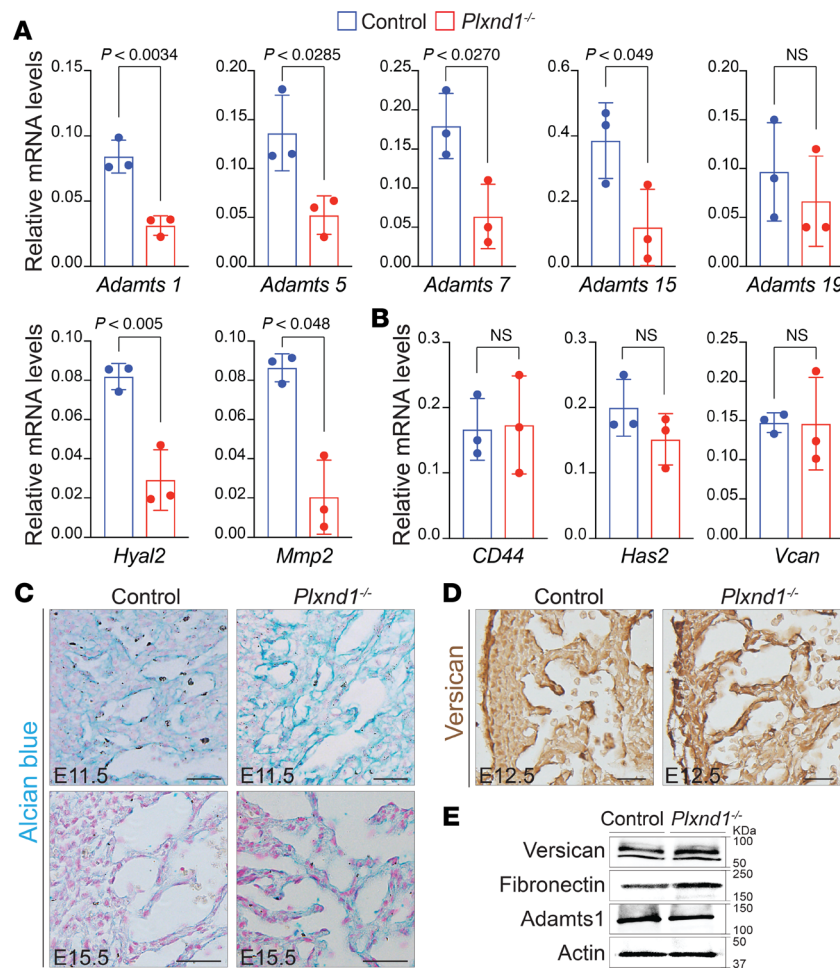 Control Plxnd1-/-
A
P < 0.0034 P < 0.0285 P < 0.0270 P < 0.049 NS
Relative mRNA levels
0.15 0.10 0.05 0.00
0.20 0.15 0.10 0.05 0.00
0.25 0.20 0.15 0.10 0.05 0.00
0.6 0.4 0.2 0.0
0.20 0.15 0.10 0.05 0.00
Adamts 1 Adamts 5 Adamts 7 Adamts 15 Adamts 19
P < 0.005 P < 0.048
Relative mRNA levels
0.10 0.08 0.06 0.04 0.02 0.00
0.10 0.08 0.06 0.04 0.02 0.00
Hyal2 Mmp2
B
NS NS NS
Relative mRNA levels
0.3 0.2 0.1 0.0
0.3 0.2 0.1 0.0
0.25 0.20 0.15 0.10 0.05 0.00
CD44 Has2 Vcan
C
Control Plxnd1-/-
Alcian blue
E11.5 E11.5
E15.5 E15.5
D
Control Plxnd1-/-
Versican
E12.5 E12.5
E
Control Plxnd1-/-
KDa
Versican 100 50
Fibronectin 250 150
Adamts1 150 100
Actin 50 37